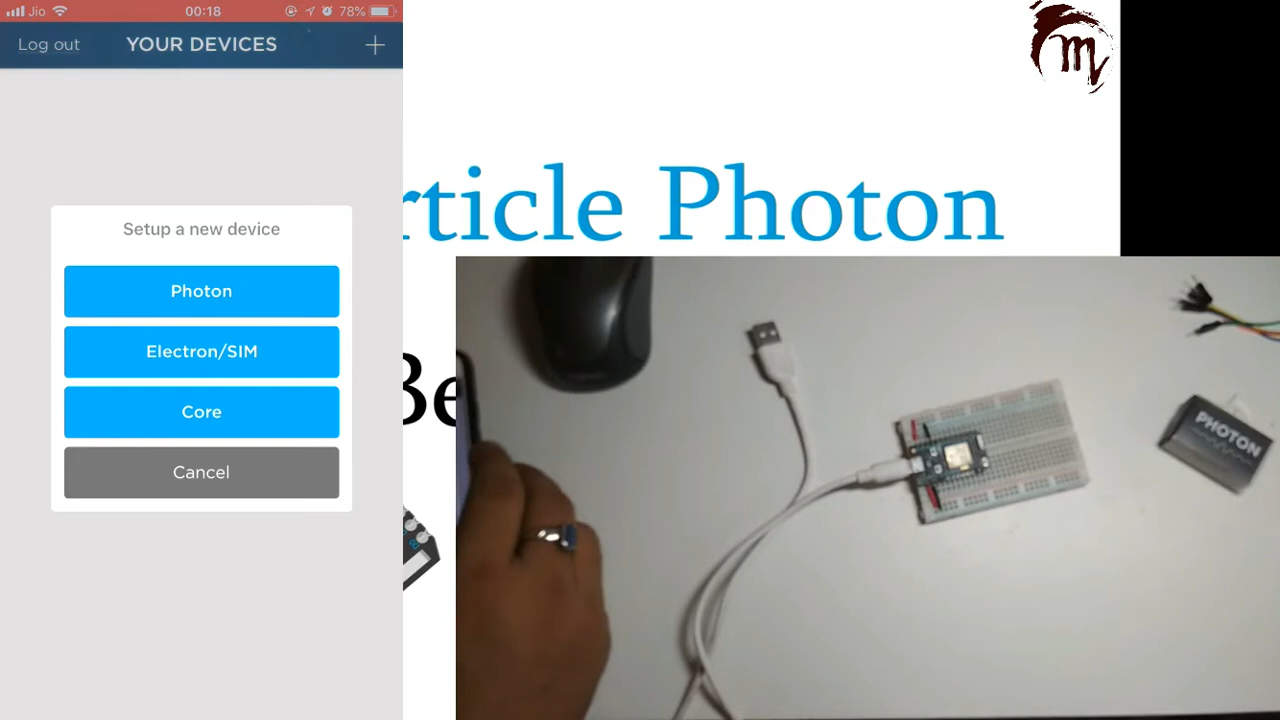 Jio 00:18 78%
Log out YOUR DEVICES +
Setup a new device
Photon
Electron/SIM
Core
Cancel
rticle Photon
Be
PHOTON
m